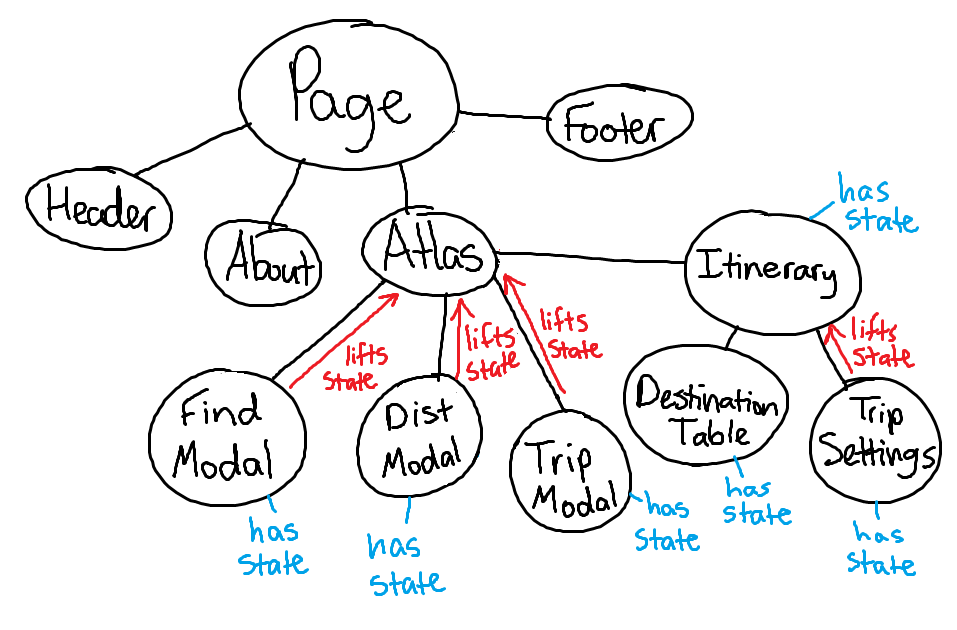 Page
Footer
Header
About
Atlas
Itinerary
has
state
lifts
state
lifts
state
lifts
state
lifts
state
Find
Modal
Dist
Modal
Trip
Modal
Destination
Table
Trip
Settings
has
state
has
state
has
state
has
state
has
state